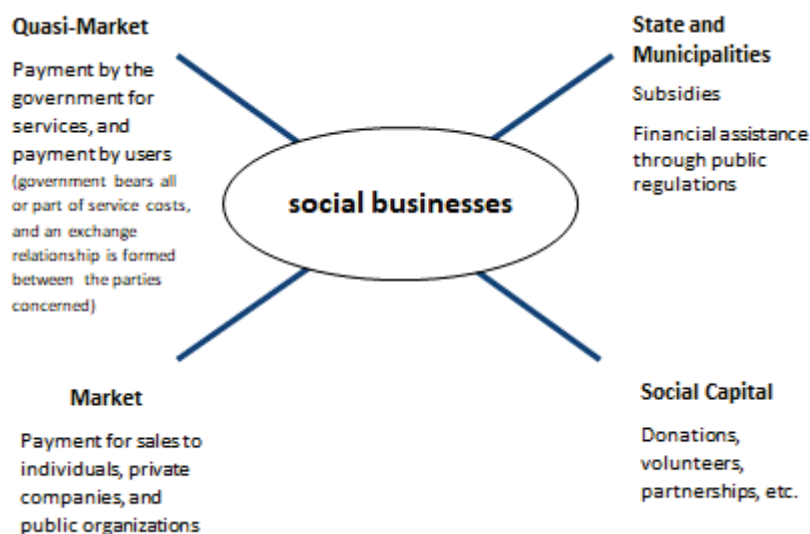 Quasi-Market
Payment by the
government for
services, and
payment by users
(government bears all
or part of service costs,
and an exchange
relationship is formed
between the parties
concerned)
State and
Municipalities
Subsidies
Financial assistance
through public
regulations
social businesses
Market
Payment for sales to
individuals, private
companies, and
public organizations
Social Capital
Donations,
volunteers,
partnerships, etc.